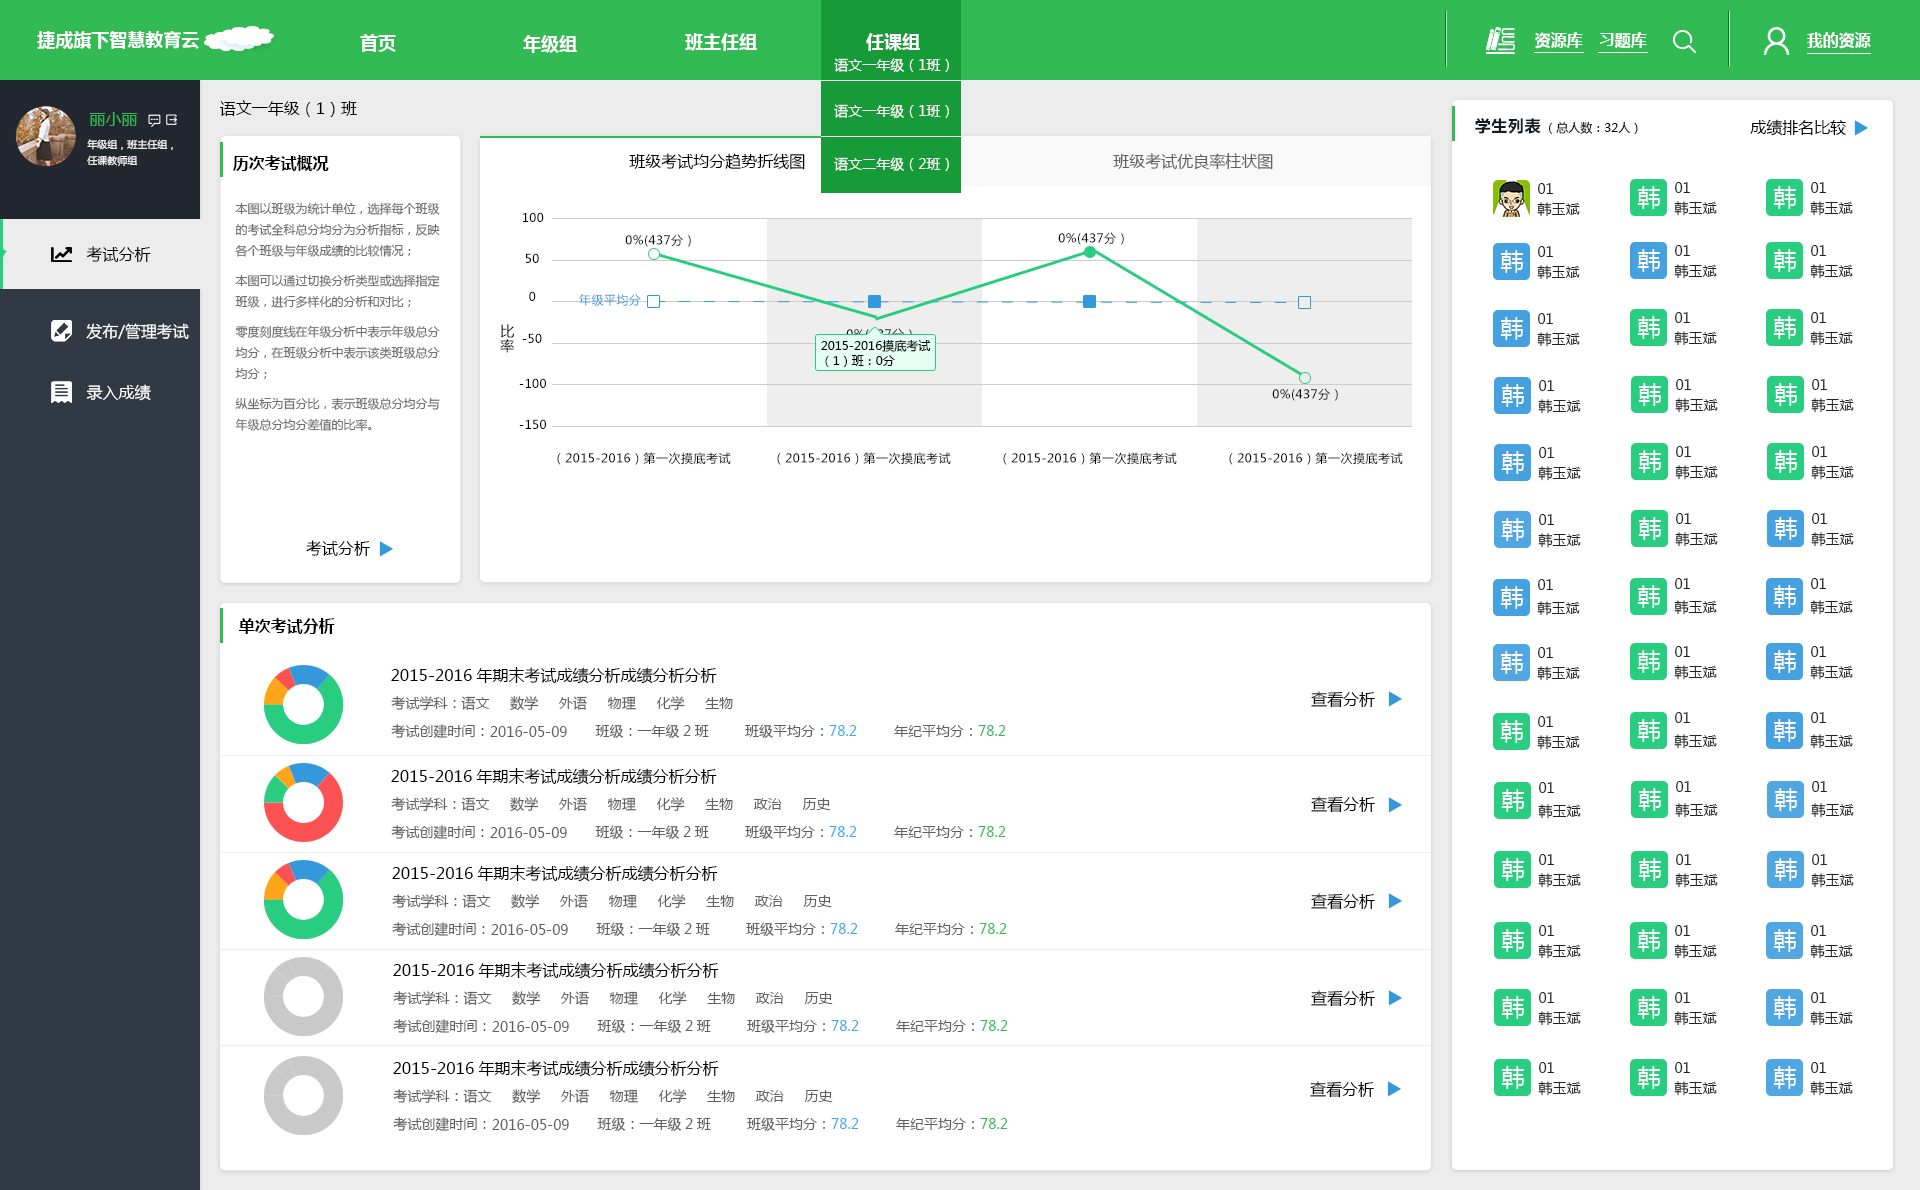 捷成旗下智慧教育云
首页
年级组
班主任组
任课组
语文一年级（1班）
语文一年级（1班）
语文二年级（2班）
资源库
习题库
我的资源
丽小丽
年级组，班主任组，
任课教师组
考试分析
发布/管理考试
录入成绩
语文一年级（1）班
历次考试概况
本图以班级为统计单位，选择每个班级
的考试全科总分均分为分析指标，反映
各个班级与年级成绩的比较情况；
本图可以通过切换分析类型或选择指定
班级，进行多样化的分析和对比；
零度刻度线在年级分析中表示年级总分
均分，在班级分析中表示该类班级总分
均分；
纵坐标为百分比，表示班级总分均分与
年级总分均分差值的比率。
考试分析
班级考试均分趋势折线图
班级考试优良率柱状图
100
50
0
-50
-100
-150
比率
年级平均分
0%(437分）
0%(437分）
0%(437分）
2015-2016摸底考试
（1）班：0分
（2015-2016）第一次摸底考试
（2015-2016）第一次摸底考试
（2015-2016）第一次摸底考试
（2015-2016）第一次摸底考试
单次考试分析
2015-2016 年期末考试成绩分析成绩分析分析
考试学科：语文 数学 外语 物理 化学 生物
考试创建时间：2016-05-09 班级：一年级 2 班 班级平均分：78.2 年纪平均分：78.2
查看分析
2015-2016 年期末考试成绩分析成绩分析分析
考试学科：语文 数学 外语 物理 化学 生物 政治 历史
考试创建时间：2016-05-09 班级：一年级 2 班 班级平均分：78.2 年纪平均分：78.2
查看分析
2015-2016 年期末考试成绩分析成绩分析分析
考试学科：语文 数学 外语 物理 化学 生物 政治 历史
考试创建时间：2016-05-09 班级：一年级 2 班 班级平均分：78.2 年纪平均分：78.2
查看分析
2015-2016 年期末考试成绩分析成绩分析分析
考试学科：语文 数学 外语 物理 化学 生物 政治 历史
考试创建时间：2016-05-09 班级：一年级 2 班 班级平均分：78.2 年纪平均分：78.2
查看分析
2015-2016 年期末考试成绩分析成绩分析分析
考试学科：语文 数学 外语 物理 化学 生物 政治 历史
考试创建时间：2016-05-09 班级：一年级 2 班 班级平均分：78.2 年纪平均分：78.2
查看分析
学生列表（总人数：32人）
成绩排名比较
01 韩 01 韩 01
韩玉斌 韩玉斌 韩玉斌
韩 01 韩 01 韩 01
韩玉斌 韩玉斌 韩玉斌
韩 01 韩 01 韩 01
韩玉斌 韩玉斌 韩玉斌
韩 01 韩 01 韩 01
韩玉斌 韩玉斌 韩玉斌
韩 01 韩 01 韩 01
韩玉斌 韩玉斌 韩玉斌
韩 01 韩 01 韩 01
韩玉斌 韩玉斌 韩玉斌
韩 01 韩 01 韩 01
韩玉斌 韩玉斌 韩玉斌
韩 01 韩 01 韩 01
韩玉斌 韩玉斌 韩玉斌
韩 01 韩 01 韩 01
韩玉斌 韩玉斌 韩玉斌
韩 01 韩 01 韩 01
韩玉斌 韩玉斌 韩玉斌
韩 01 韩 01 韩 01
韩玉斌 韩玉斌 韩玉斌
韩 01 韩 01 韩 01
韩玉斌 韩玉斌 韩玉斌
韩 01 韩 01 韩 01
韩玉斌 韩玉斌 韩玉斌
韩 01 韩 01 韩 01
韩玉斌 韩玉斌 韩玉斌